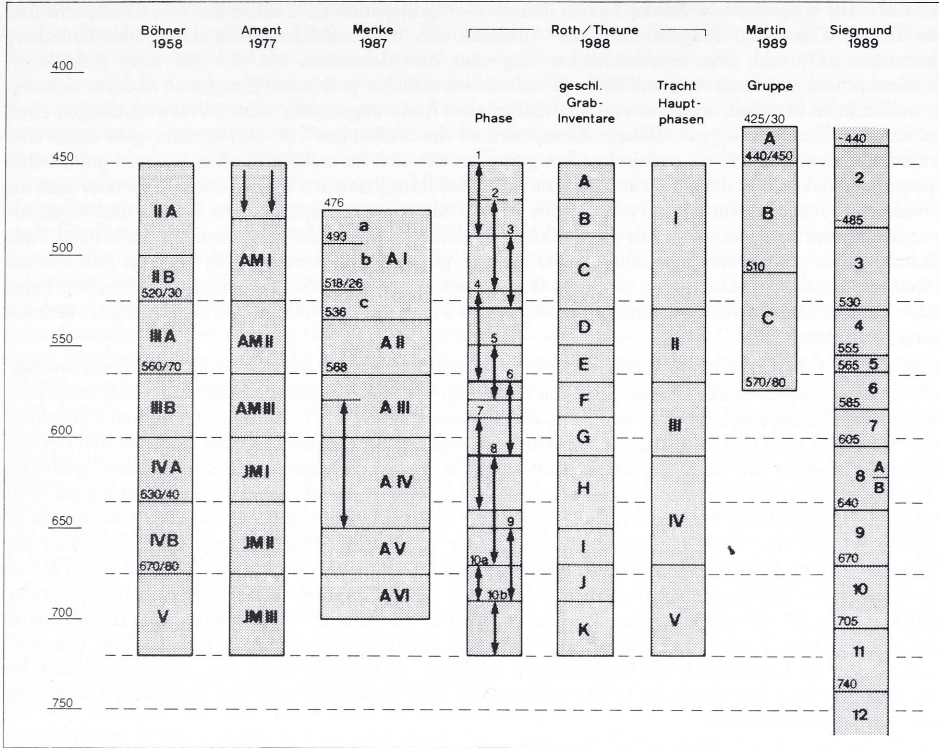 Böhner
1958
Ament
1977
Menke
1987
Roth/Theune
1988
Martin
1989
Siegmund
1989
Phase
geschl.
Grab-
Inventare
Tracht
Haupt-
phasen
Gruppe
400
450
500
550
600
650
700
750
II A
II B
520/30
III A
560/70
III B
IV A
630/40
IV B
670/80
V
AM I
AM II
AM III
JM I
JM II
JM III
476
a
493
b A I
518/26
c
536
A II
568
A III
A IV
A V
A VI
1
2
3
4
5
6
7
8
9
10a
10b
A
B
C
D
E
F
G
H
I
J
K
I
II
III
IV
V
425/30
A
440/450
B
510
C
570/80
440
2
485
3
530
4
555
565 5
6
585
7
605
8 A
B
640
9
670
10
705
11
740
12